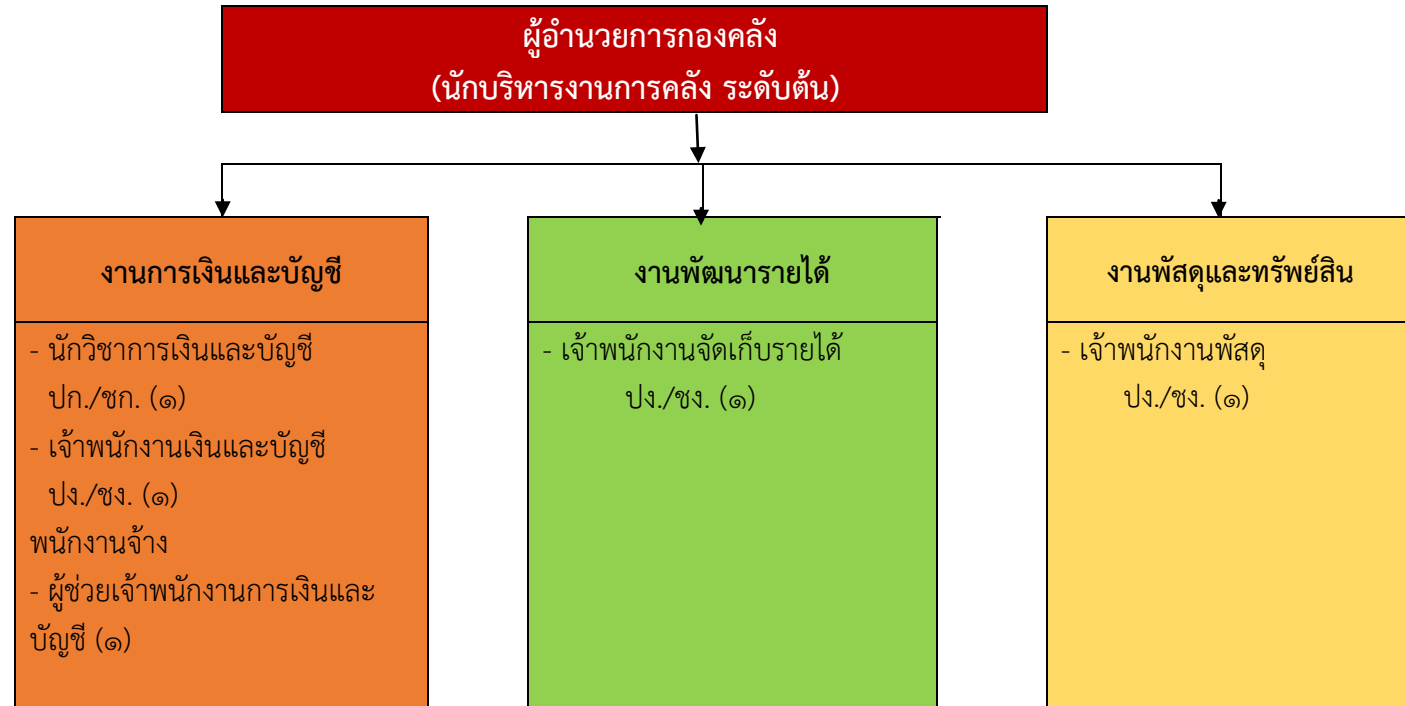 ผู้อำนวยการกองคลัง
(นักบริหารงานการคลัง ระดับต้น)
งานการเงินและบัญชี
- นักวิชาการเงินและบัญชี
ปก./ชก. (๑)
- เจ้าพนักงานเงินและบัญชี
ปง./ชง. (๑)
พนักงานจ้าง
- ผู้ช่วยเจ้าพนักงานการเงินและ
บัญชี (๑)
งานพัฒนารายได้
- เจ้าพนักงานจัดเก็บรายได้
ปง./ชง. (๑)
งานพัสดุและทรัพย์สิน
- เจ้าพนักงานพัสดุ
ปง./ชง. (๑)